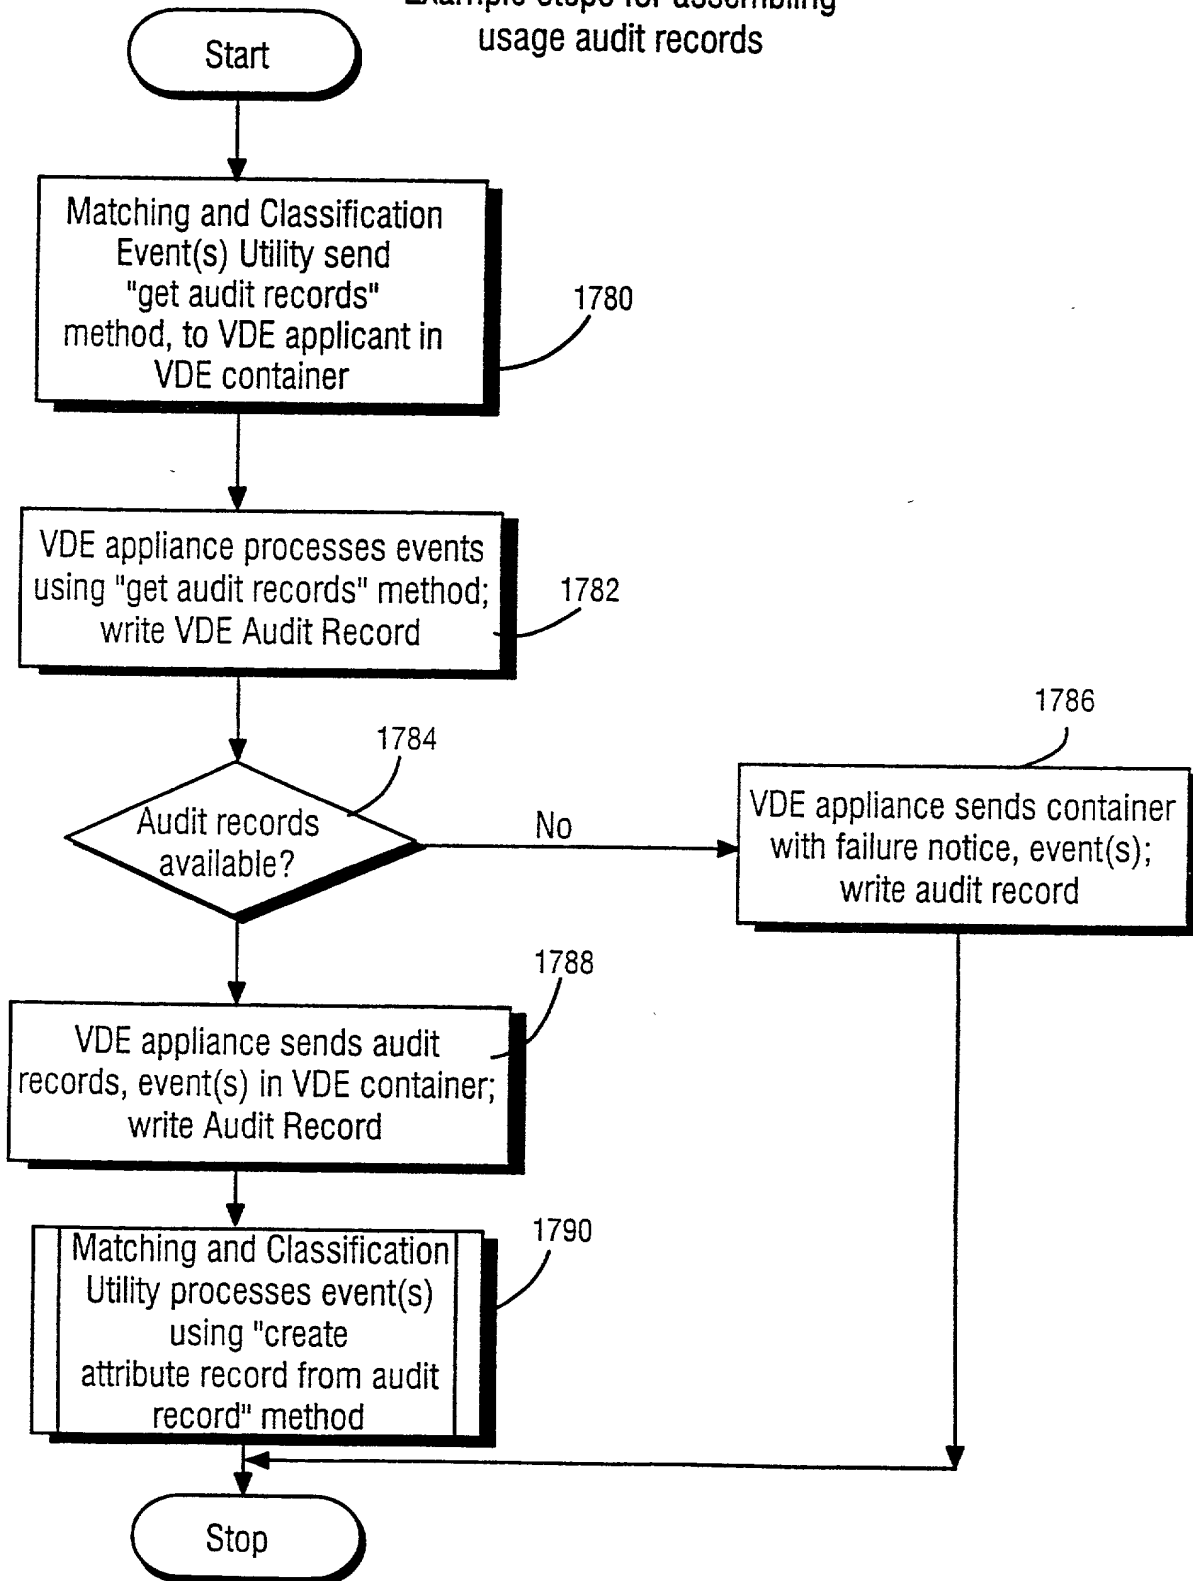 Example steps for assembling
usage audit records
Start
Matching and Classification
Event(s) Utility send
"get audit records"
method, to VDE applicant in
VDE container
1780
VDE appliance processes events
using "get audit records" method;
write VDE Audit Record
1782
1784
Audit records
available?
No
1786
VDE appliance sends container
with failure notice, event(s);
write audit record
1788
VDE appliance sends audit
records, event(s) in VDE container;
write Audit Record
1790
Matching and Classification
Utility processes event(s)
using "create
attribute record from audit
record" method
Stop